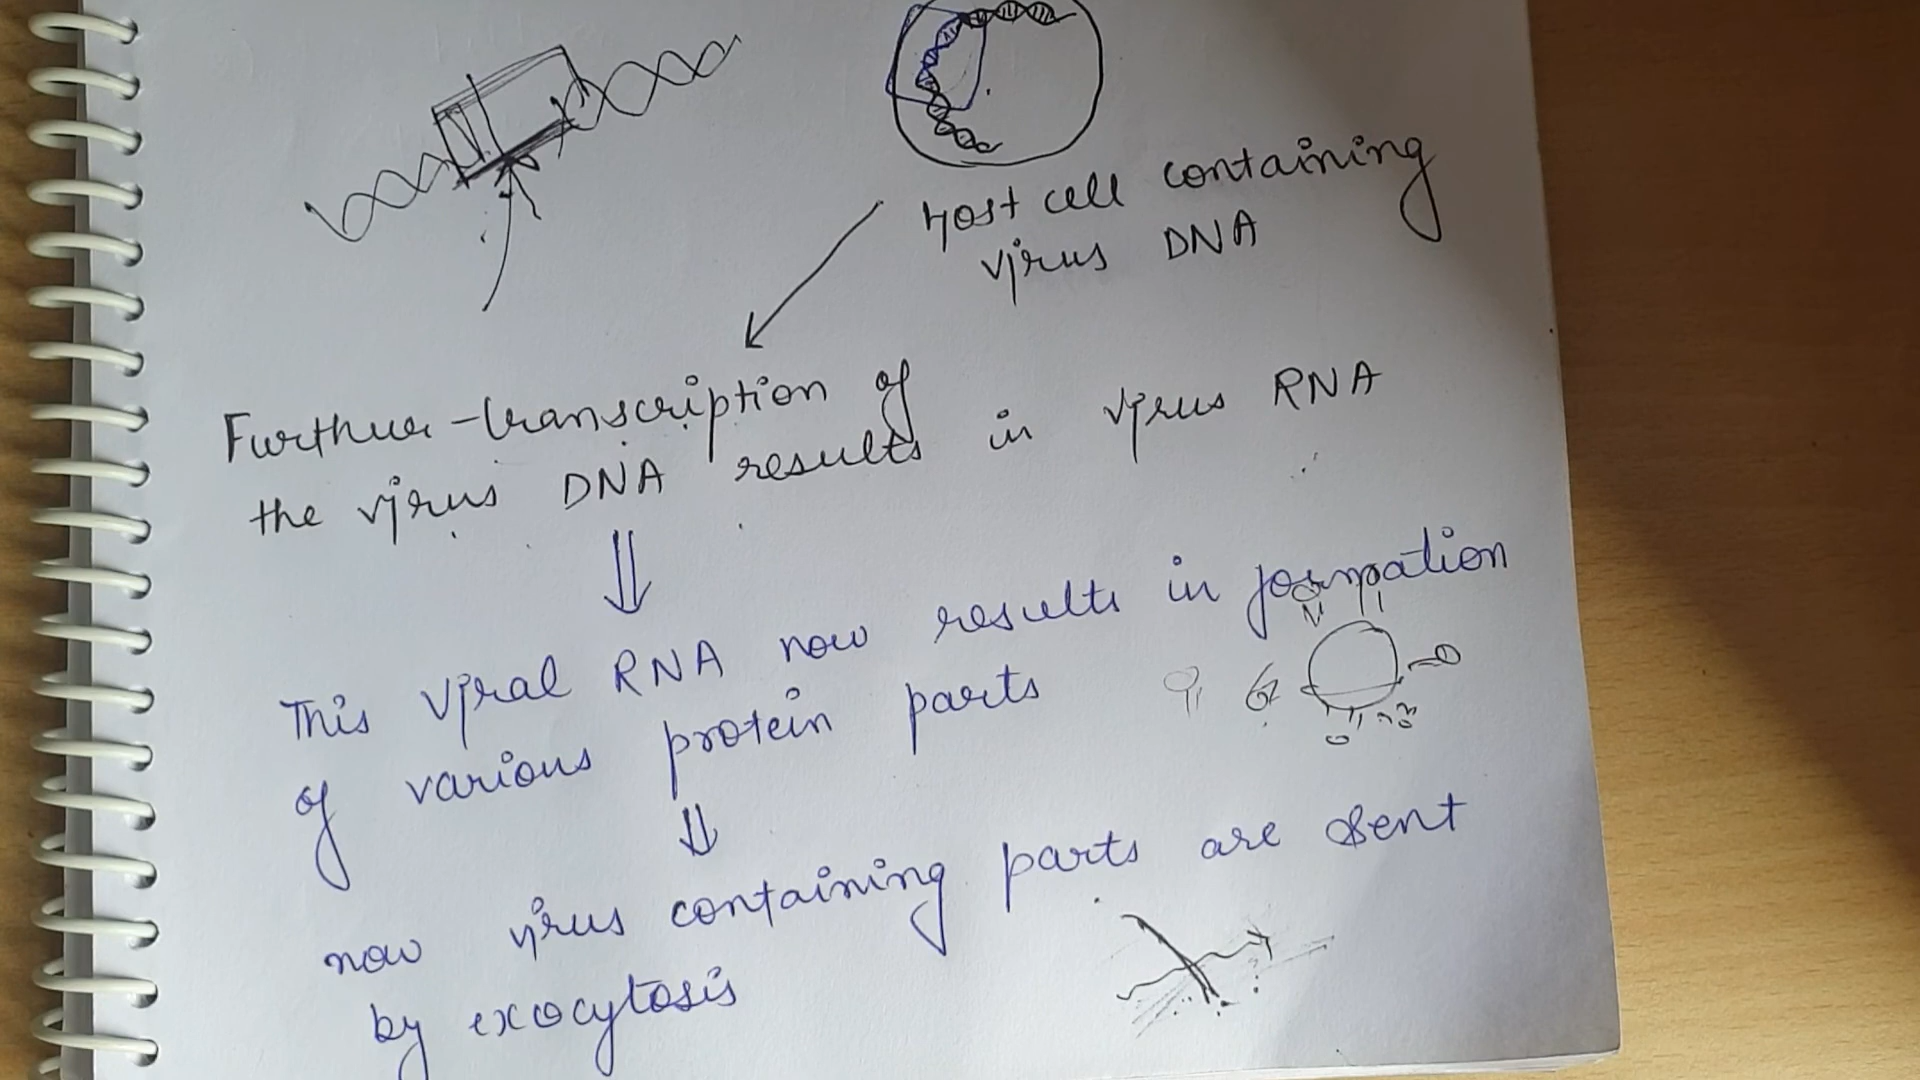 Host cell containing
virus DNA
Further transcription of
the virus DNA results in virus RNA
This viral RNA now results in formation
of various protein parts
now virus containing parts are sent
by exocytosis